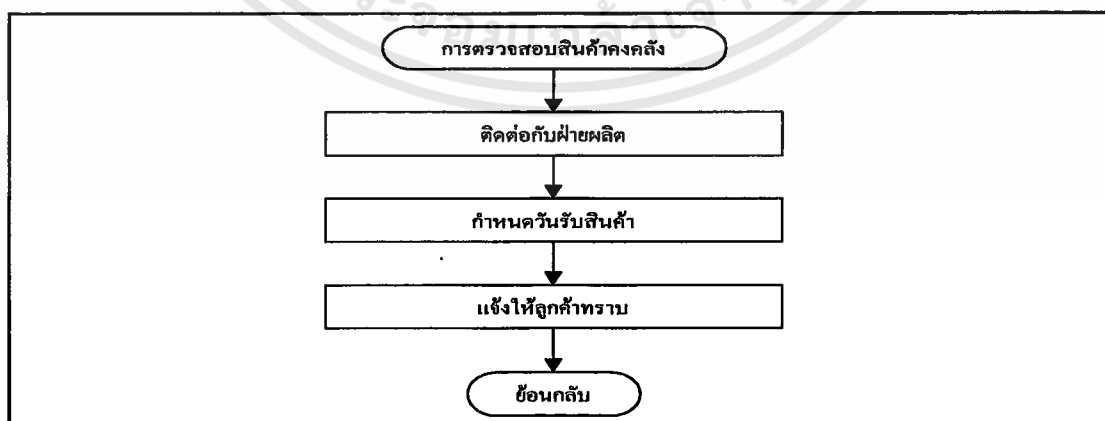 การตรวจสอบสินค้าคงคลัง
ติดต่อกับฝ่ายผลิต
กำหนดวันรับสินค้า
แจ้งให้ลูกค้าทราบ
ย้อนกลับ